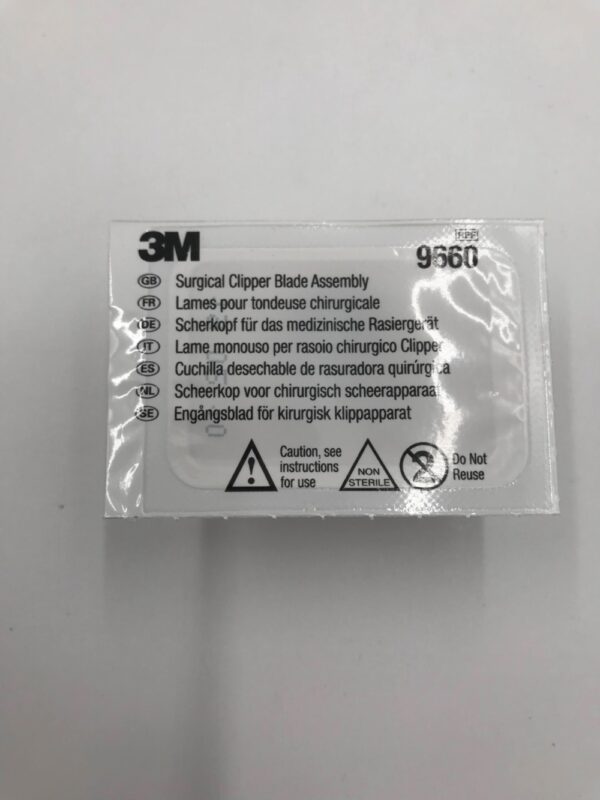 3M
REF
9660
GB Surgical Clipper Blade Assembly
FR Lames pour tondeuse chirurgicale
DE Scherkopf für das medizinische Rasiergerät
IT Lame monouso per rasoio chirurgico Clipper
ES Cuchilla desechable de rasuradora quirúrgica
NL Scheerkop voor chirurgisch scheerapparaat
SE Engångsblad för kirurgisk klippapparat
Caution, see
instructions
for use
NON
STERILE
Do Not
Reuse